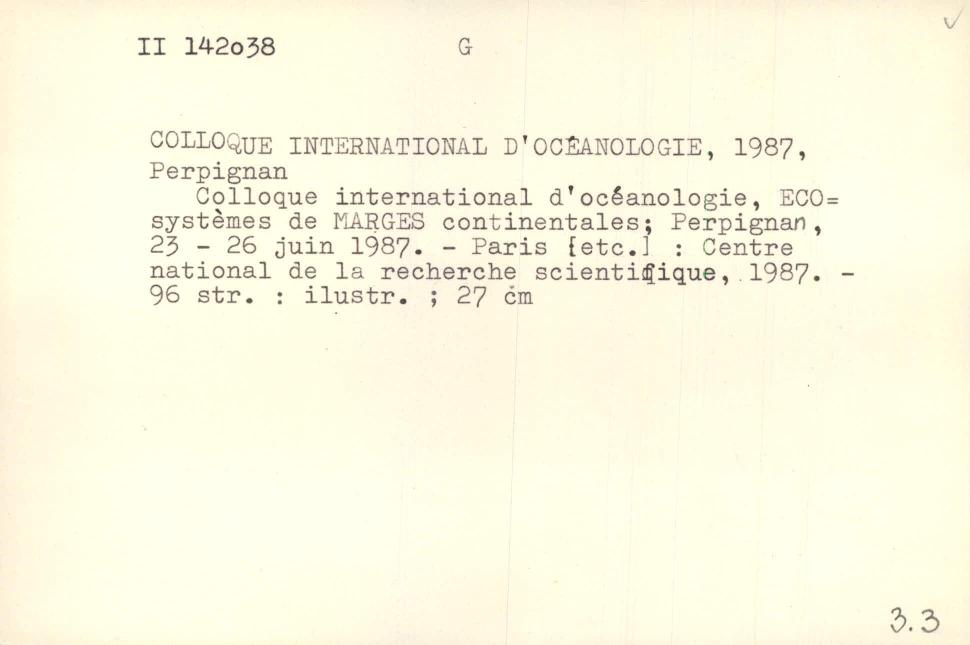 II 142o38 G
COLLOQUE INTERNATIONAL D'OCÉANOLOGIE, 1987,
Perpignan
Colloque international d'océanologie, ECO=
systèmes de MARGES continentales; Perpignan,
23 - 26 juin 1987. - Paris [etc.] : Centre
national de la recherche scientifique, 1987. -
96 str. : ilustr. ; 27 cm
3.3